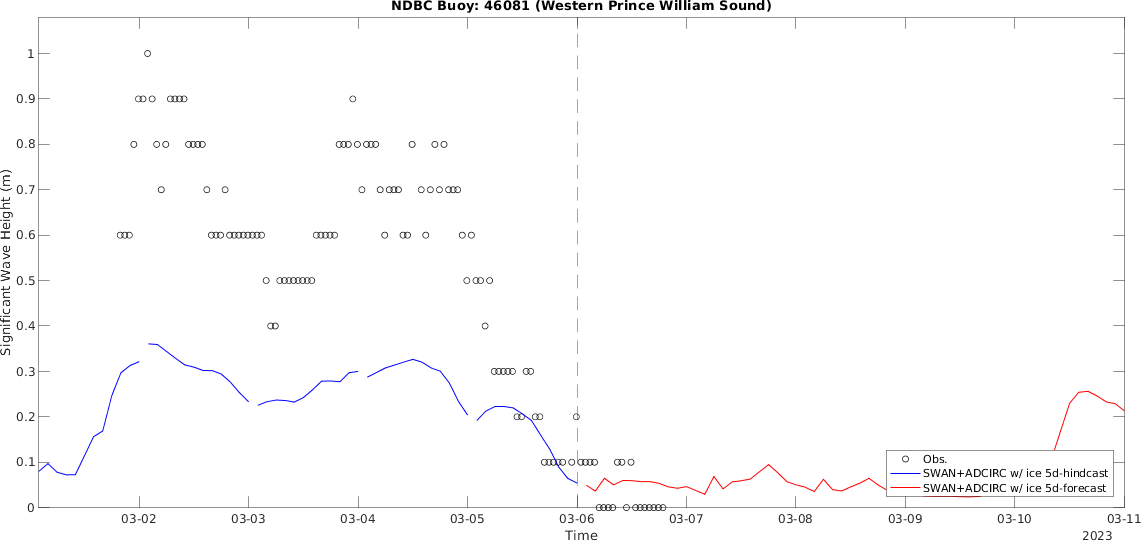 NDBC Buoy: 46081 (Western Prince William Sound)
Significant Wave Height (m)
1
0.9
0.8
0.7
0.6
0.5
0.4
0.3
0.2
0.1
0
Obs.
SWAN+ADCIRC w/ ice 5d-hindcast
SWAN+ADCIRC w/ ice 5d-forecast
03-02 03-03 03-04 03-05 03-06 03-07 03-08 03-09 03-10 03-11
Time
2023